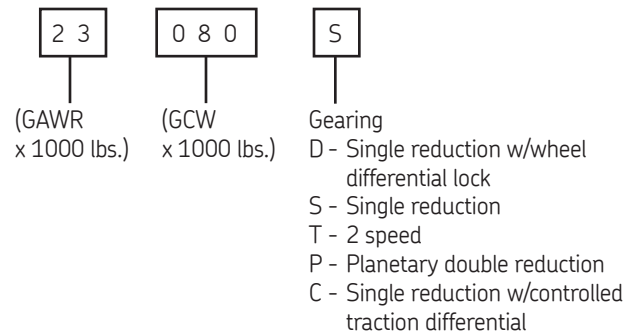 2 3
0 8 0
S
(GAWR
x 1000 lbs.)
(GCW
x 1000 lbs.)
Gearing
D - Single reduction w/wheel
differential lock
S - Single reduction
T - 2 speed
P - Planetary double reduction
C - Single reduction w/controlled
traction differential